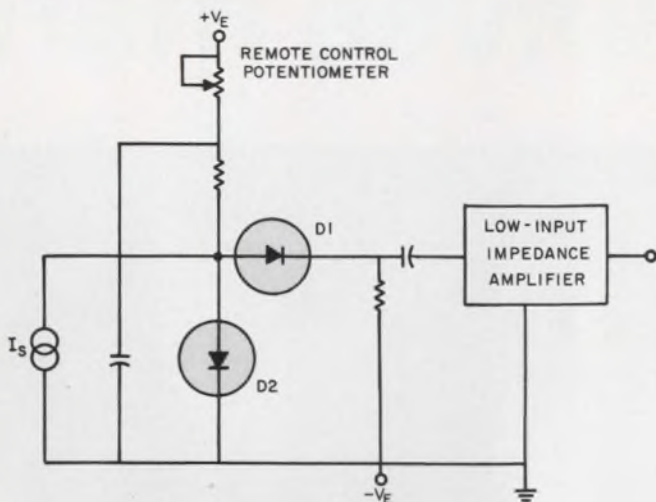 +VE
REMOTE CONTROL
POTENTIOMETER
D1
LOW-INPUT
IMPEDANCE
AMPLIFIER
IS
D2
-VE